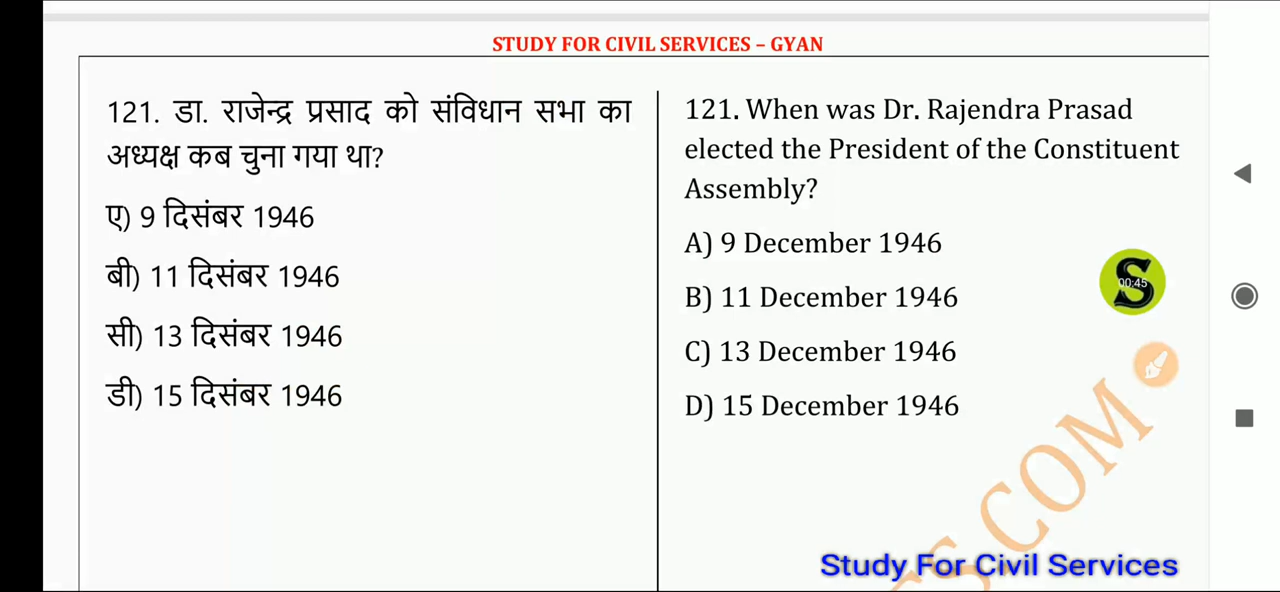 STUDY FOR CIVIL SERVICES – GYAN
121. डा. राजेन्द्र प्रसाद को संविधान सभा का
अध्यक्ष कब चुना गया था?
ए) 9 दिसंबर 1946
बी) 11 दिसंबर 1946
सी) 13 दिसंबर 1946
डी) 15 दिसंबर 1946
121. When was Dr. Rajendra Prasad
elected the President of the Constituent
Assembly?
A) 9 December 1946
B) 11 December 1946
C) 13 December 1946
D) 15 December 1946
S
00:45
S.COM
Study For Civil Services